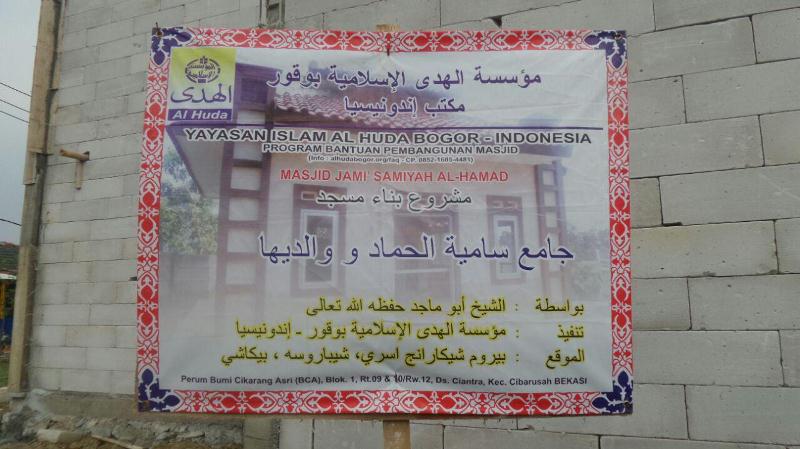 مؤسسة الهدى الإسلامية بوقور
مكتب إندونيسيا
الهدى
Al Huda
YAYASAN ISLAM AL HUDA BOGOR - INDONESIA
PROGRAM BANTUAN PEMBANGUNAN MASJID
(Info : alhudabogor.org/faq - CP. 0852-1685-4481)
MASJID JAMI' SAMIYAH AL-HAMAD
مشروع بناء مسجد
جامع سامية الحماد و والديها
بواسطة : الشيخ أبو ماجد حفظه الله تعالى
تنفيذ : مؤسسة الهدى الإسلامية بوقور - إندونيسيا
الموقع : بيروم شيكارانج اسري، شيباروسه ، بيكاشي
Perum Bumi Cikarang Asri (BCA), Blok. 1, Rt.09 & 10/Rw.12, Ds. Ciantra, Kec. Cibarusah BEKASI